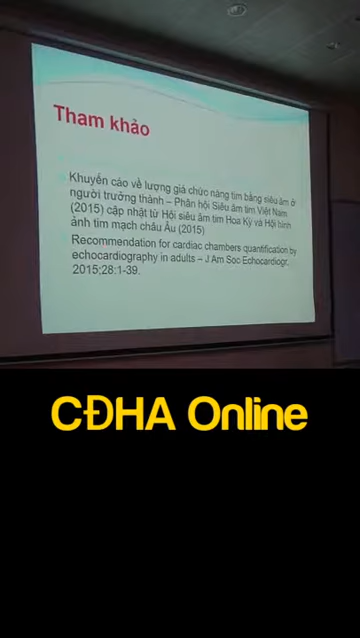 Tham khảo
Khuyến cáo về lượng giá chức năng tim bằng siêu âm ở
người trưởng thành – Phân hội Siêu âm tim Việt Nam
(2015) cập nhật từ Hội siêu âm tim Hoa Kỳ và Hội hình
ảnh tim mạch châu Âu (2015)
Recommendation for cardiac chambers quantification by
echocardiography in adults – J Am Soc Echocardiogr.
2015;28:1-39.
CĐHA Online